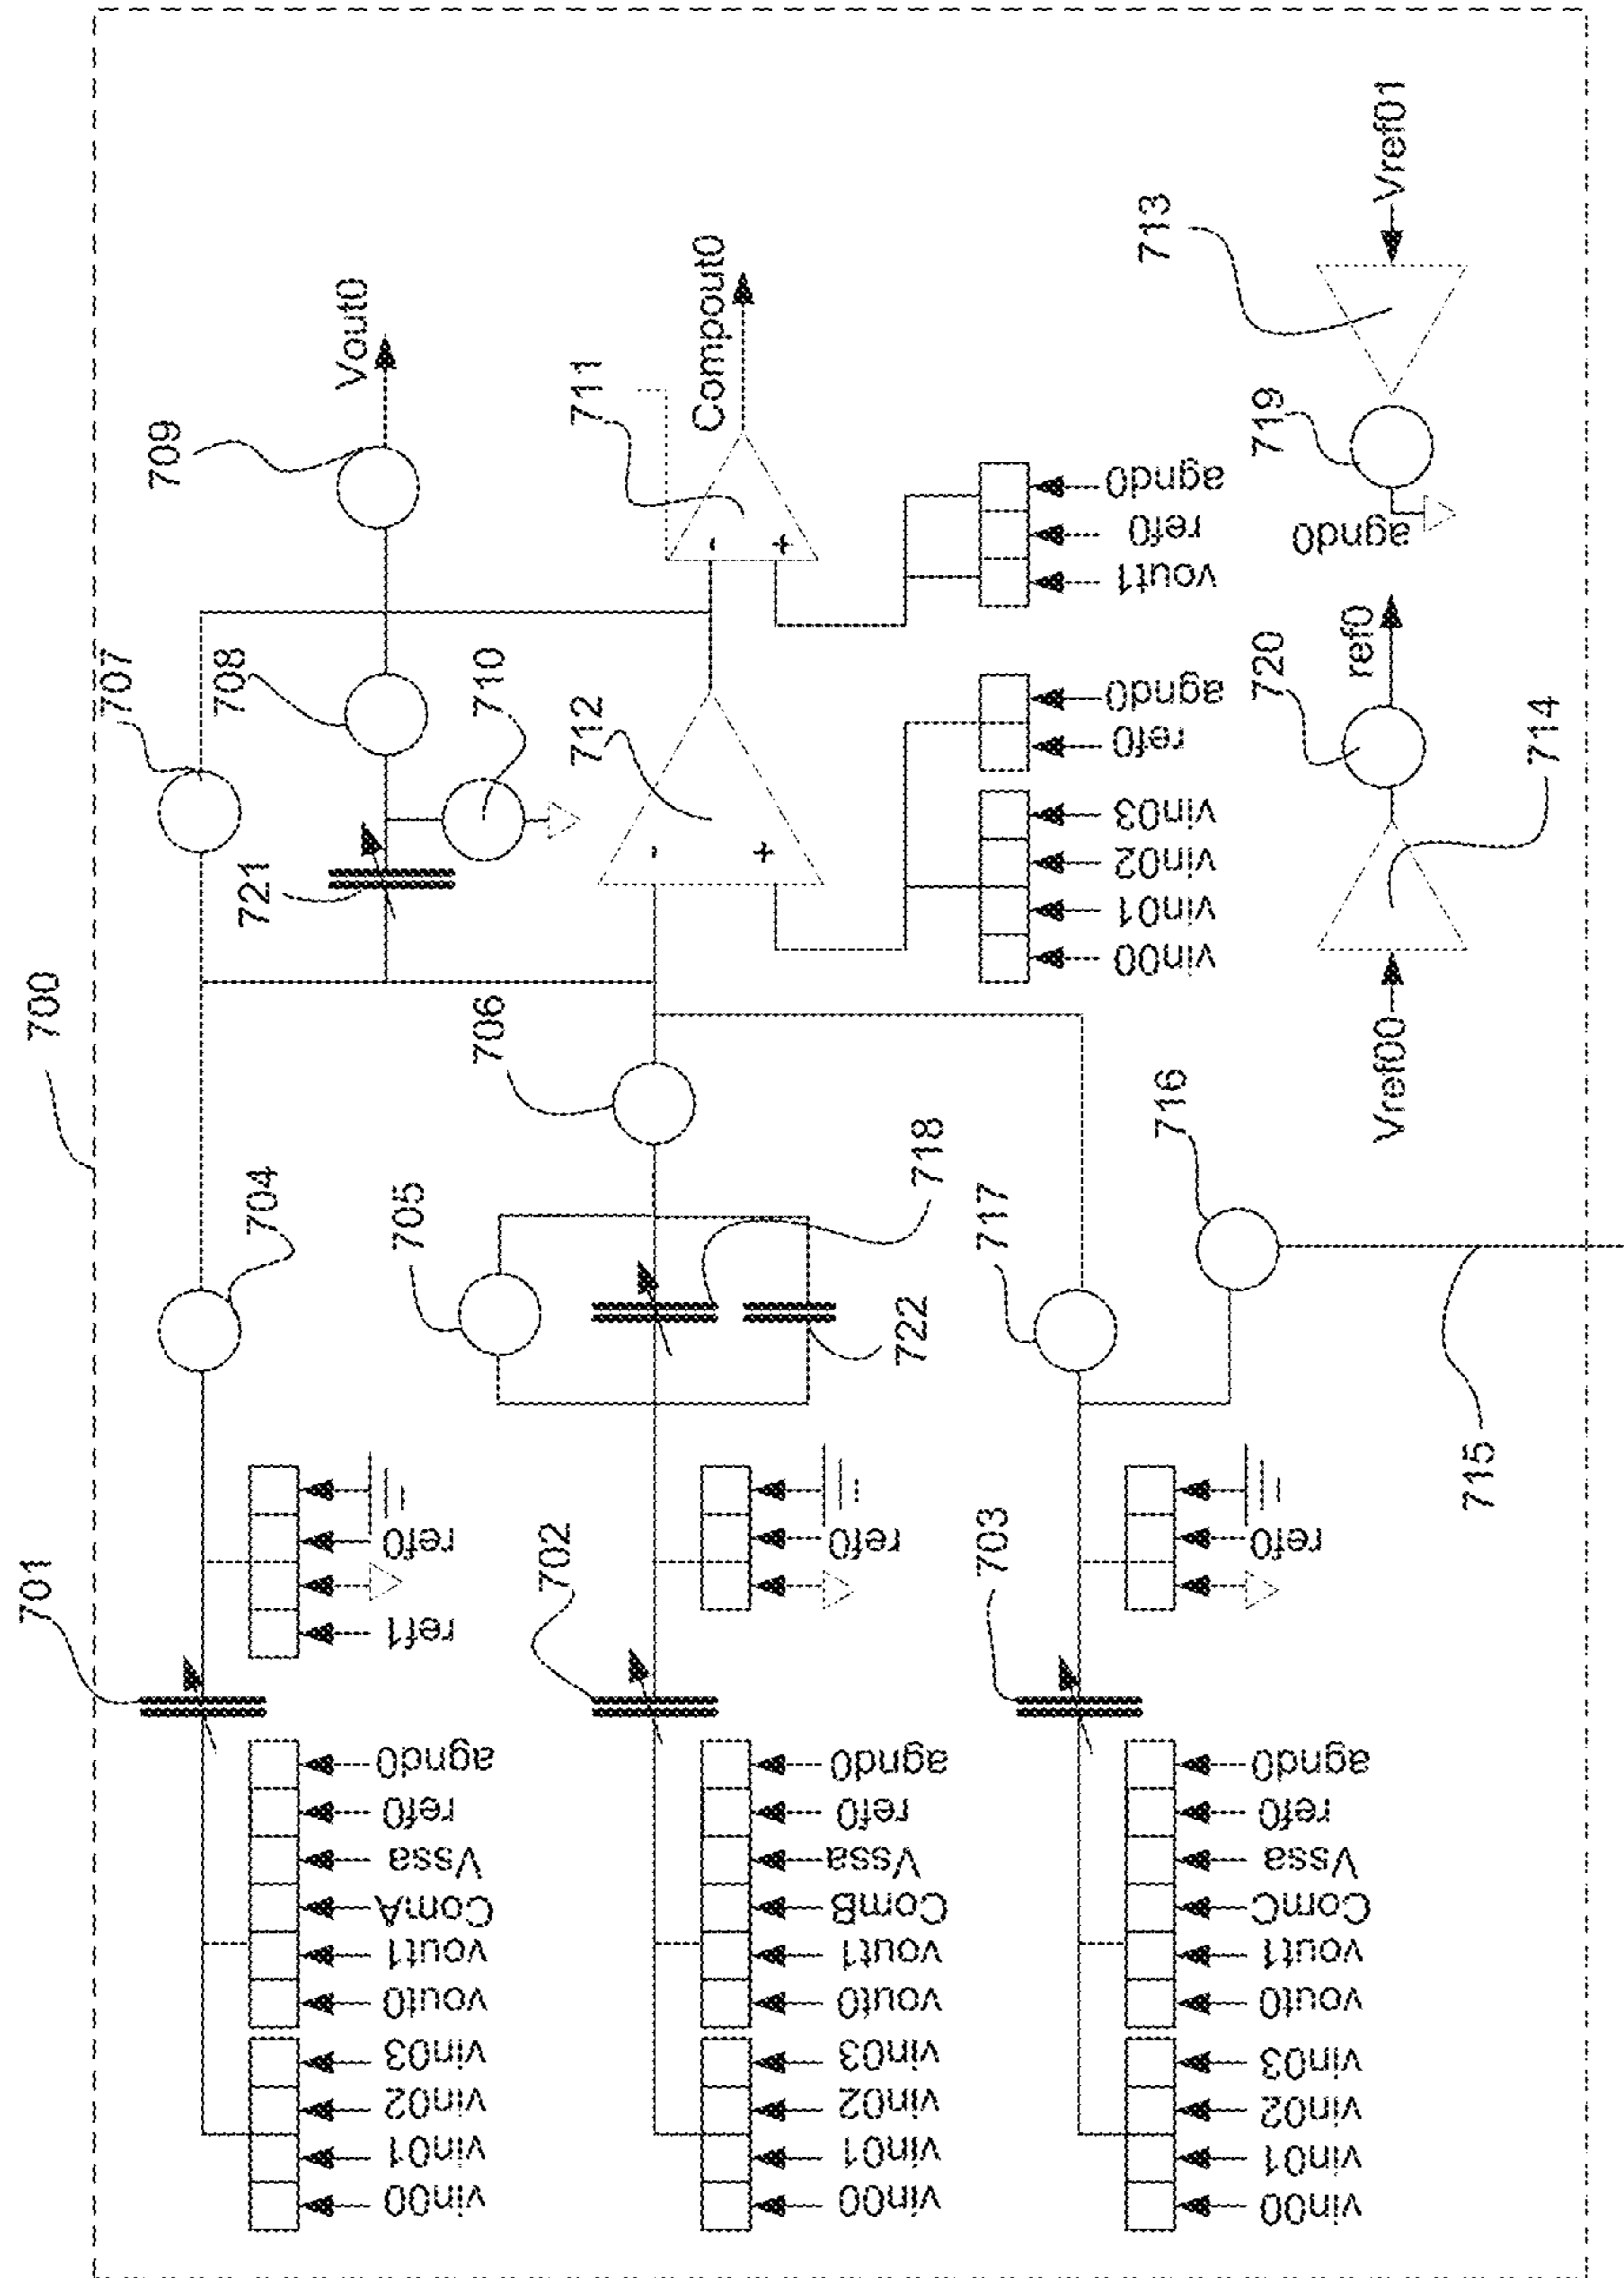 700
701
vin00
vin01
vin02
vin03
vout0
vout1
ComA
Vssa
ref0
agnd0
ref1
ref0
704
707
708
721
709
Vout0
710
702
vin00
vin01
vin02
vin03
vout0
vout1
ComB
Vssa
ref0
agnd0
ref0
705
718
722
706
712
-
+
711
-
+
Compout0
vin00
vin01
vin02
vin03
ref0
agnd0
vout1
ref0
agnd0
703
vin00
vin01
vin02
vin03
vout0
vout1
ComC
Vssa
ref0
agnd0
ref0
717
716
715
Vref00
714
720
ref0
agnd0
719
713
Vref01